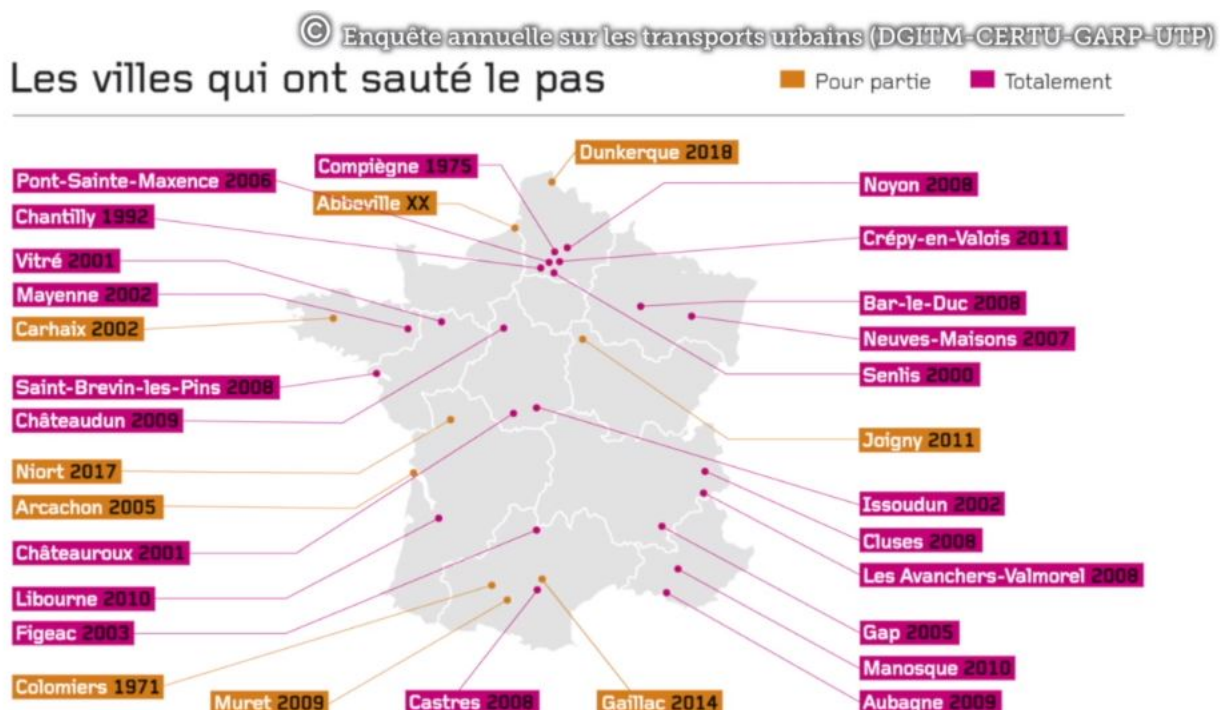 © Enquête annuelle sur les transports urbains (DGITM-CERTU-GARP-UTP)
Les villes qui ont sauté le pas
Pour partie
Totalement
Dunkerque 2018
Compiègne 1975
Pont-Sainte-Maxence 2006
Noyon 2008
Abbeville XX
Chantilly 1992
Crépy-en-Valois 2011
Vitré 2001
Mayenne 2002
Bar-le-Duc 2008
Carhaix 2002
Neuves-Maisons 2007
Senlis 2000
Saint-Brevin-les-Pins 2008
Châteaudun 2009
Joigny 2011
Niort 2017
Arcachon 2005
Issoudun 2002
Cluses 2008
Châteauroux 2001
Les Avanchers-Valmorel 2008
Libourne 2010
Figeac 2003
Gap 2005
Manosque 2010
Colomiers 1971
Muret 2009
Castres 2008
Gaillac 2014
Aubagne 2009